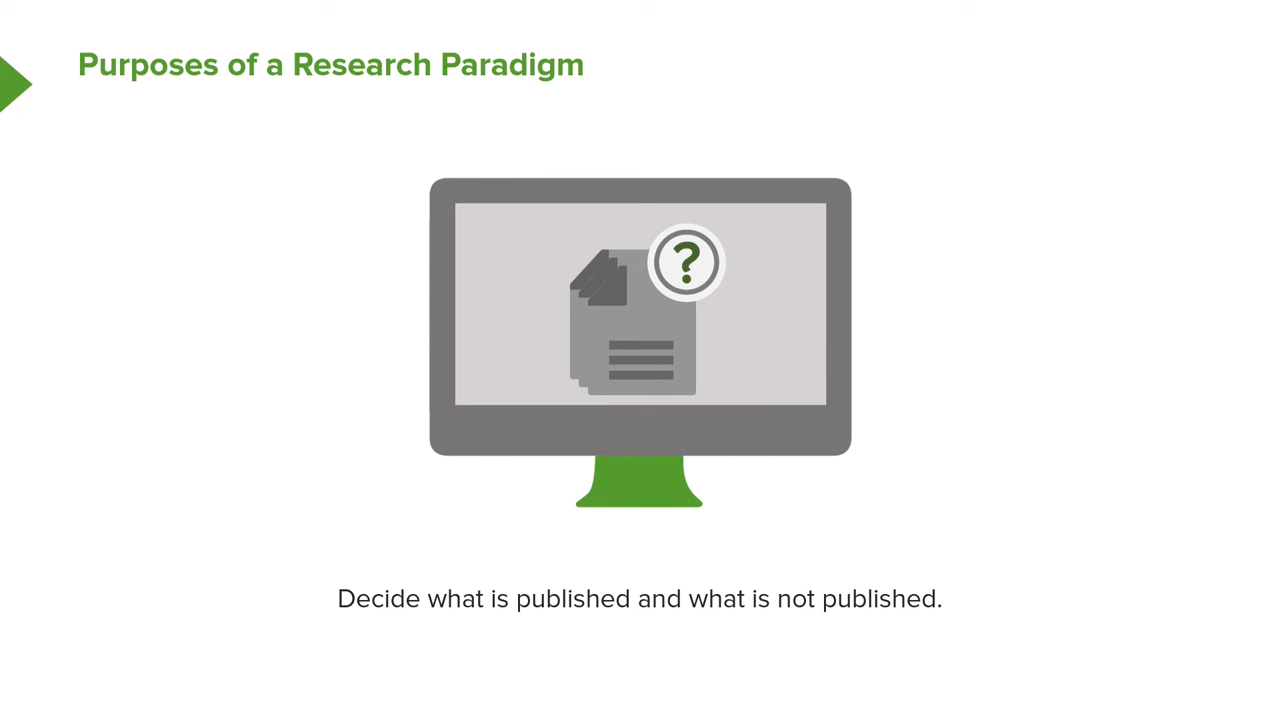 Purposes of a Research Paradigm
?
Decide what is published and what is not published.